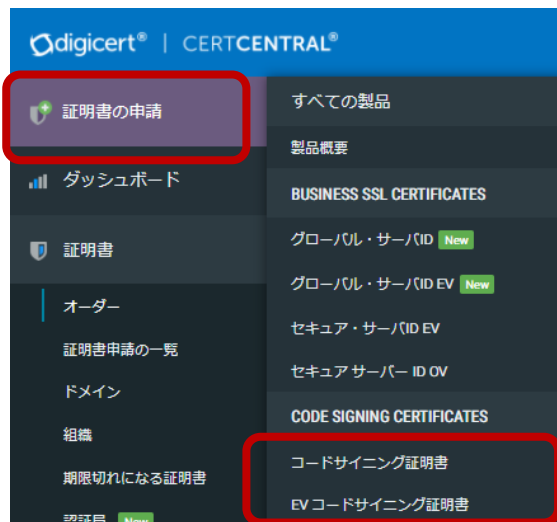 digicert® | CERTCENTRAL®
証明書の申請
ダッシュボード
証明書
オーダー
証明書申請の一覧
ドメイン
組織
期限切れになる証明書
認証局 New
すべての製品
製品概要
BUSINESS SSL CERTIFICATES
グローバル・サーバID New
グローバル・サーバID EV New
セキュア・サーバID EV
セキュア サーバー ID OV
CODE SIGNING CERTIFICATES
コードサイニング証明書
EV コードサイニング証明書